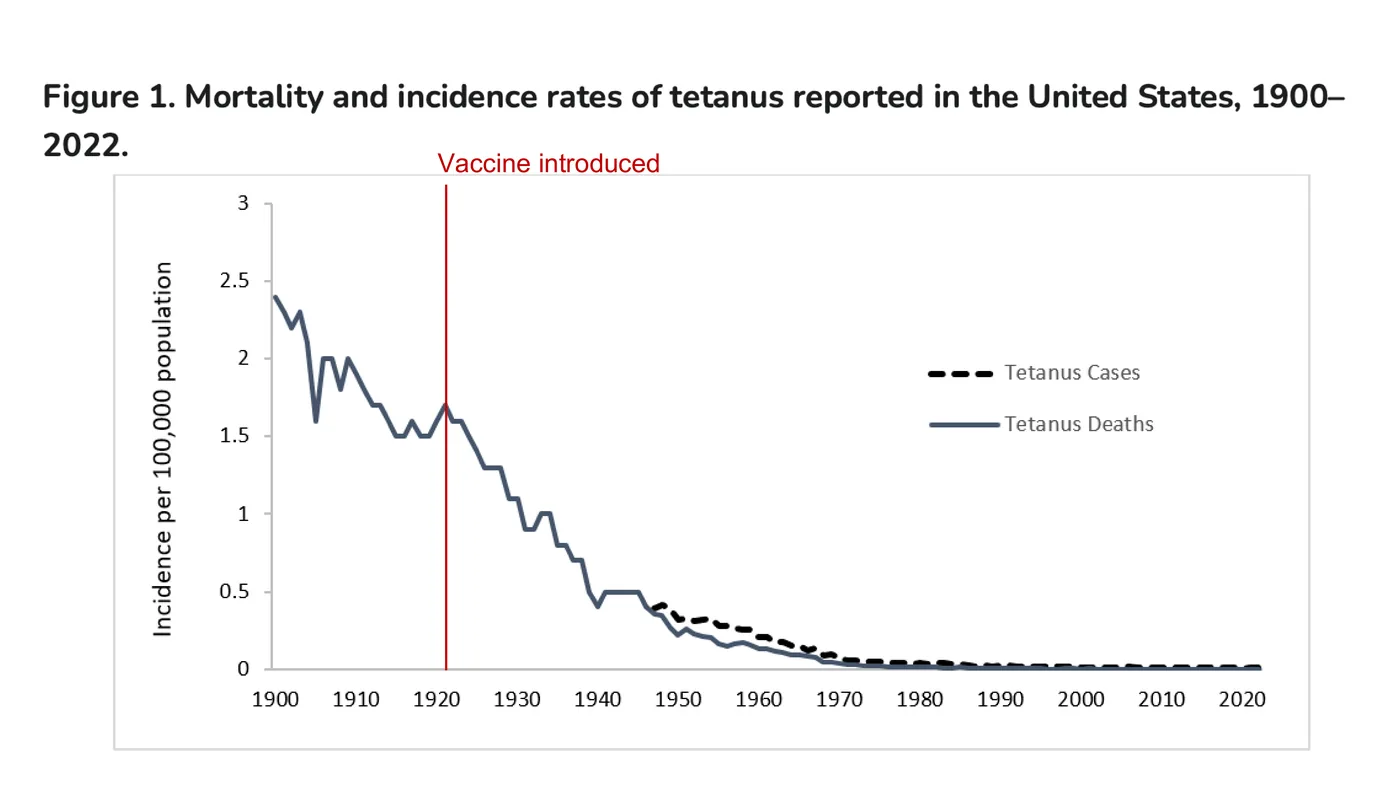 Figure 1. Mortality and incidence rates of tetanus reported in the United States, 1900–
2022.
Vaccine introduced
Incidence per 100,000 population
3
2.5
2
1.5
1
0.5
0
Tetanus Cases
Tetanus Deaths
1900 1910 1920 1930 1940 1950 1960 1970 1980 1990 2000 2010 2020